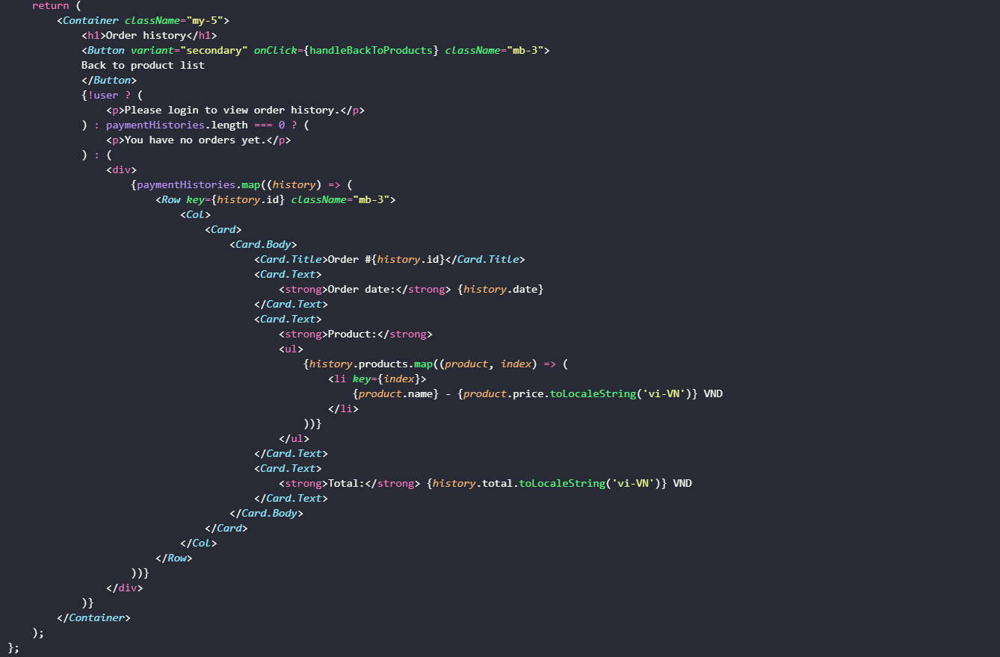 return (
<Container className="my-5">
<h1>Order history</h1>
<Button variant="secondary" onClick={handleBackToProducts} className="mb-3">
Back to product list
</Button>
{!user ? (
<p>Please login to view order history.</p>
) : paymentHistories.length === 0 ? (
<p>You have no orders yet.</p>
) : (
<div>
{paymentHistories.map((history) => (
<Row key={history.id} className="mb-3">
<Col>
<Card>
<Card.Body>
<Card.Title>Order #{history.id}</Card.Title>
<Card.Text>
<strong>Order date:</strong> {history.date}
</Card.Text>
<Card.Text>
<strong>Product:</strong>
<ul>
{history.products.map((product, index) => (
<li key={index}>
{product.name} - {product.price.toLocaleString('vi-VN')} VND
</li>
))}
</ul>
</Card.Text>
<Card.Text>
<strong>Total:</strong> {history.total.toLocaleString('vi-VN')} VND
</Card.Text>
</Card.Body>
</Card>
</Col>
</Row>
))}
</div>
)}
</Container>
);
};